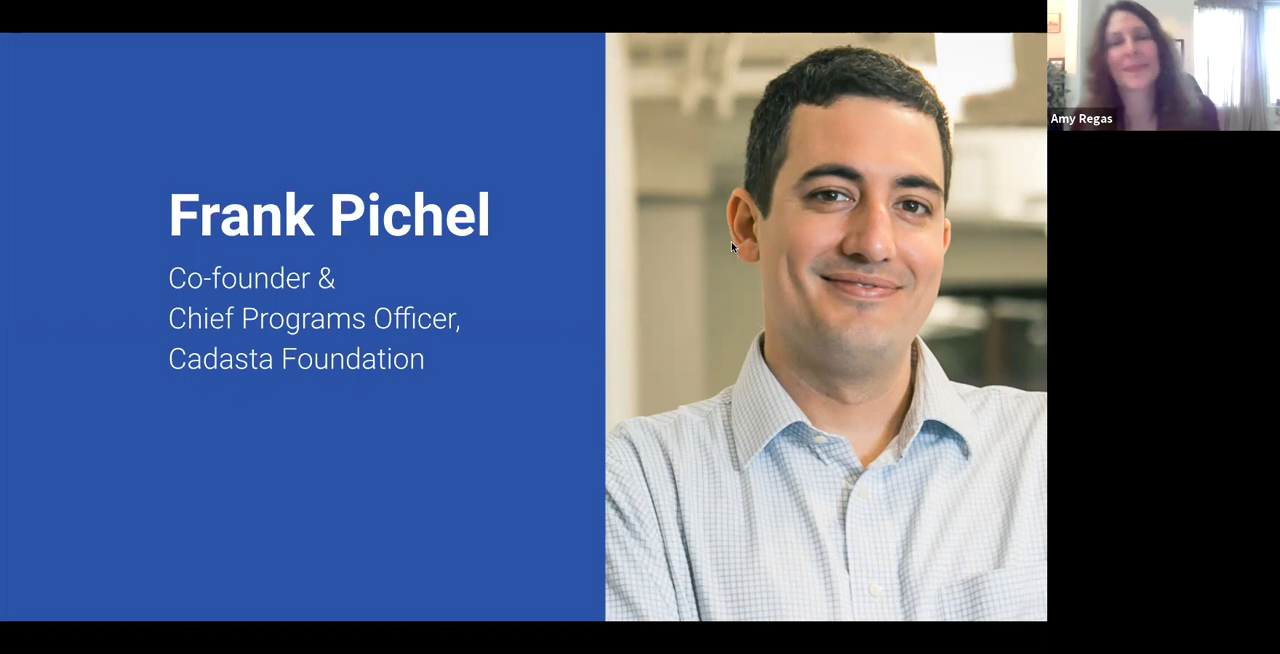 Frank Pichel
Co-founder &
Chief Programs Officer,
Cadasta Foundation
Amy Regas